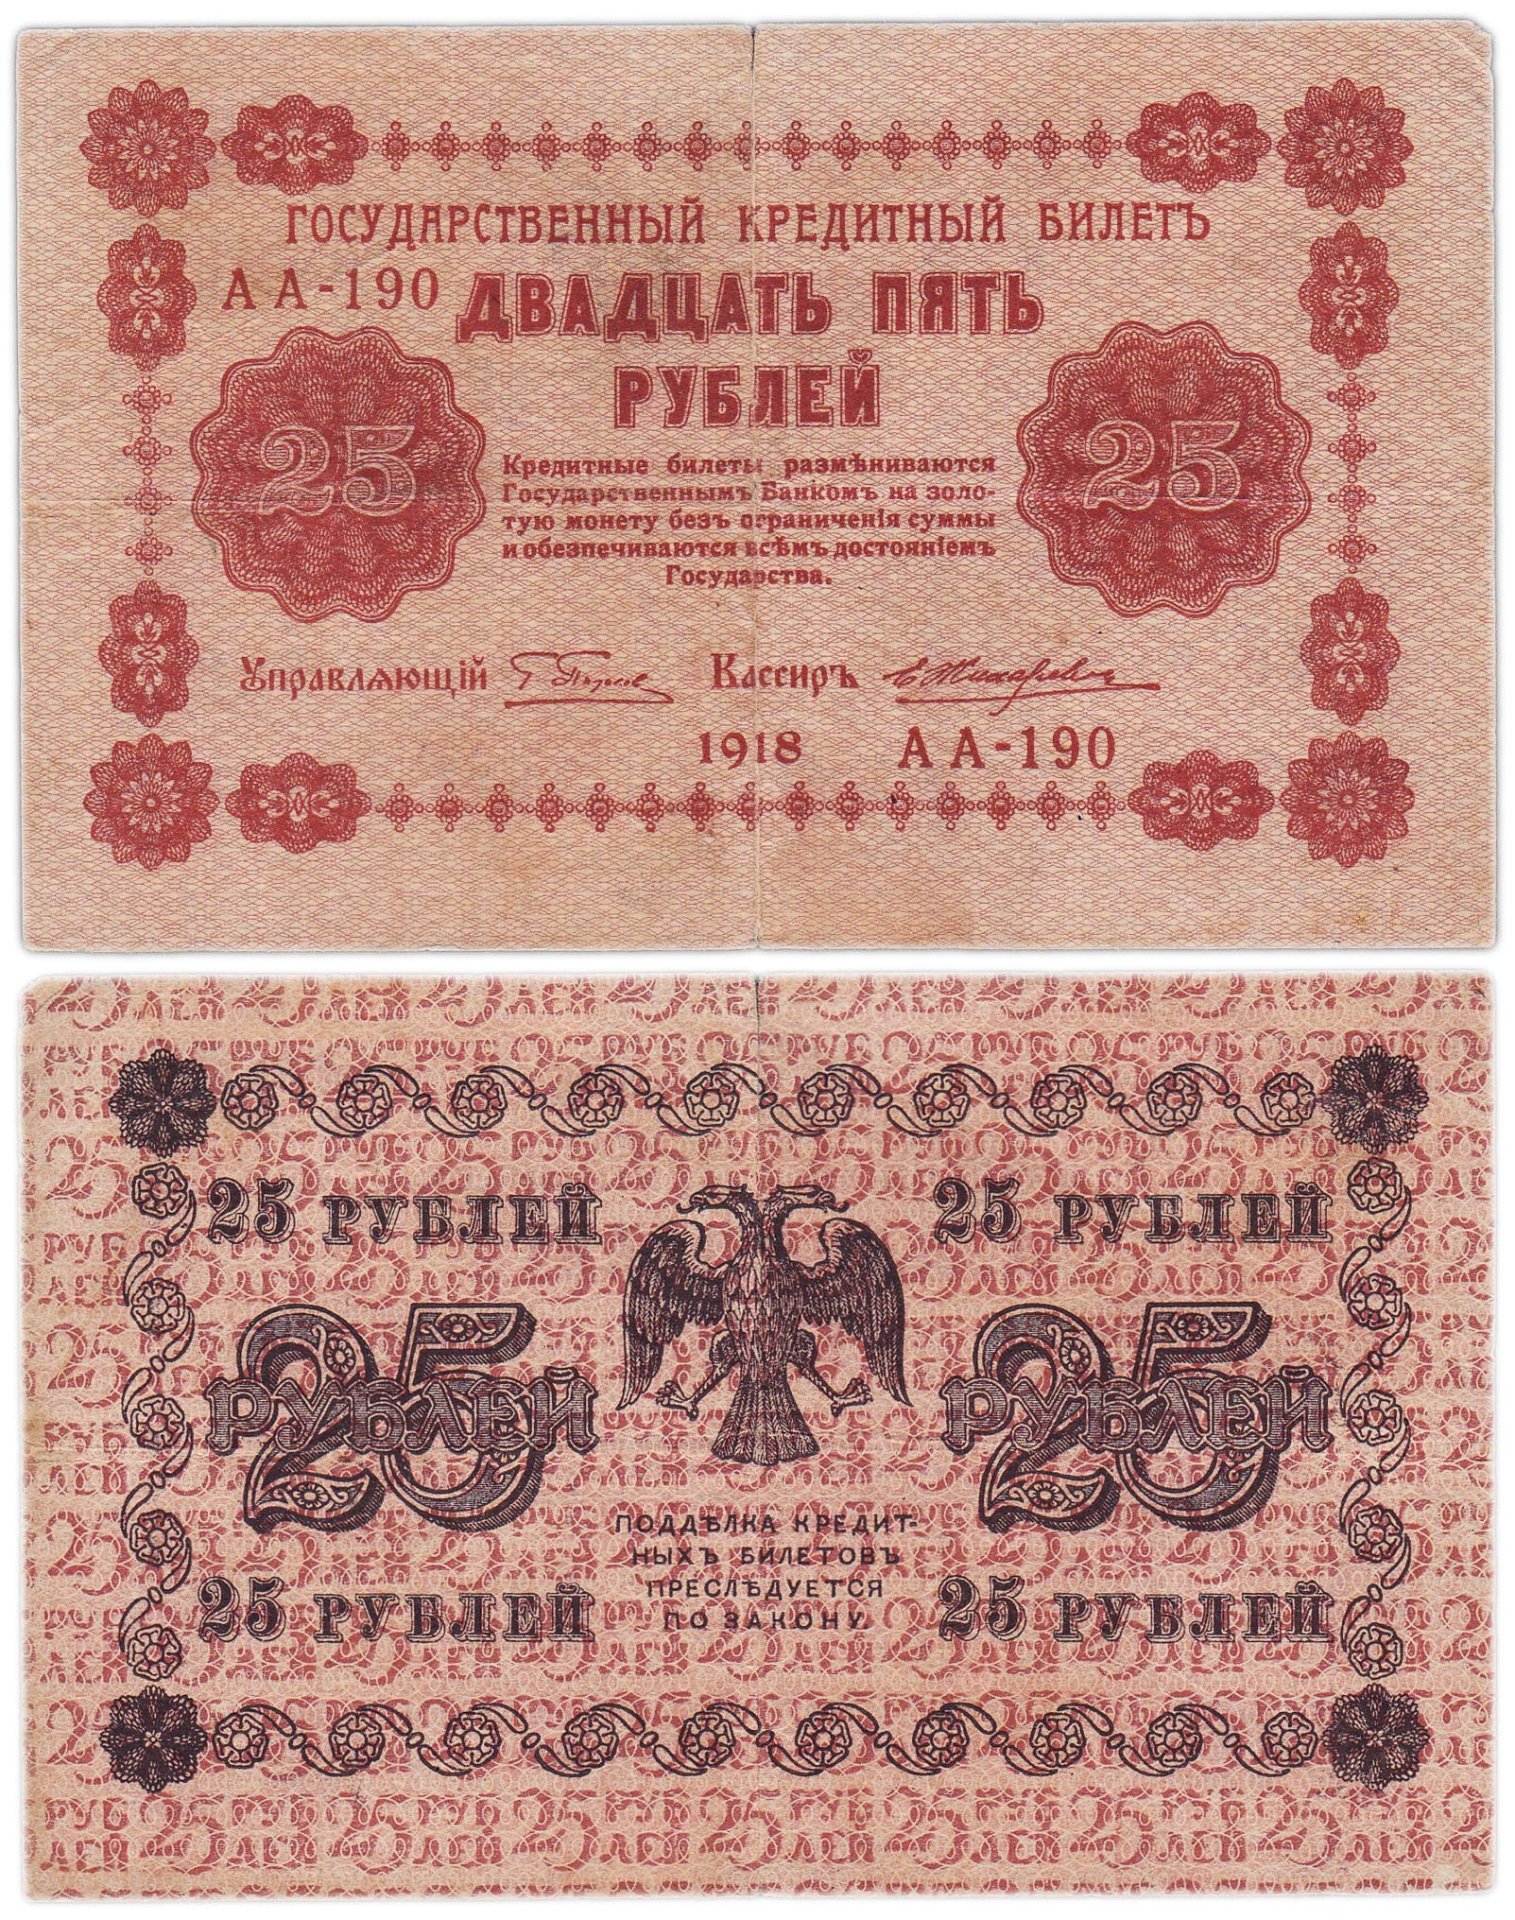 ГОСУДАРСТВЕННЫЙ КРЕДИТНЫЙ БИЛЕТЪ
АА-190 ДВАДЦАТЬ ПЯТЬ
РУБЛЕЙ
25 25
Кредитные билеты размѣниваются
Государственнымъ Банкомъ на золо-
тую монету безъ ограниченія суммы
и обезпечиваются всѣмъ достояніемъ
Государства.
Управляющій Г. Пятаков Кассиръ Е. Жихаревъ
1918 АА-190
25 РУБЛЕЙ 25 РУБЛЕЙ
25 РУБЛЕЙ 25 РУБЛЕЙ
ПОДДѢЛКА КРЕДИТ-
НЫХЪ БИЛЕТОВЪ
ПРЕСЛѢДУЕТСЯ
ПО ЗАКОНУ.
25 РУБЛЕЙ 25 РУБЛЕЙ